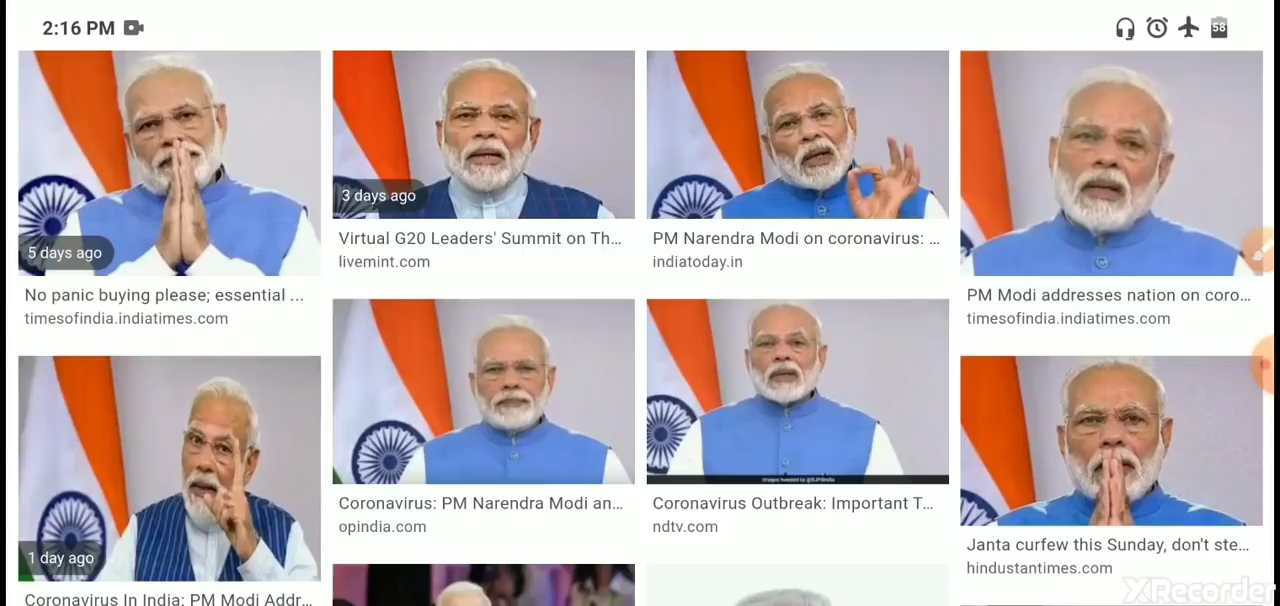 2:16 PM
58
5 days ago
No panic buying please; essential ...
timesofindia.indiatimes.com
3 days ago
Virtual G20 Leaders' Summit on Th...
livemint.com
PM Narendra Modi on coronavirus: ...
indiatoday.in
PM Modi addresses nation on coro...
timesofindia.indiatimes.com
1 day ago
Coronavirus In India: PM Modi Addr...
Coronavirus: PM Narendra Modi an...
opindia.com
Coronavirus Outbreak: Important T...
ndtv.com
Janta curfew this Sunday, don't ste...
hindustantimes.com
XRecorder